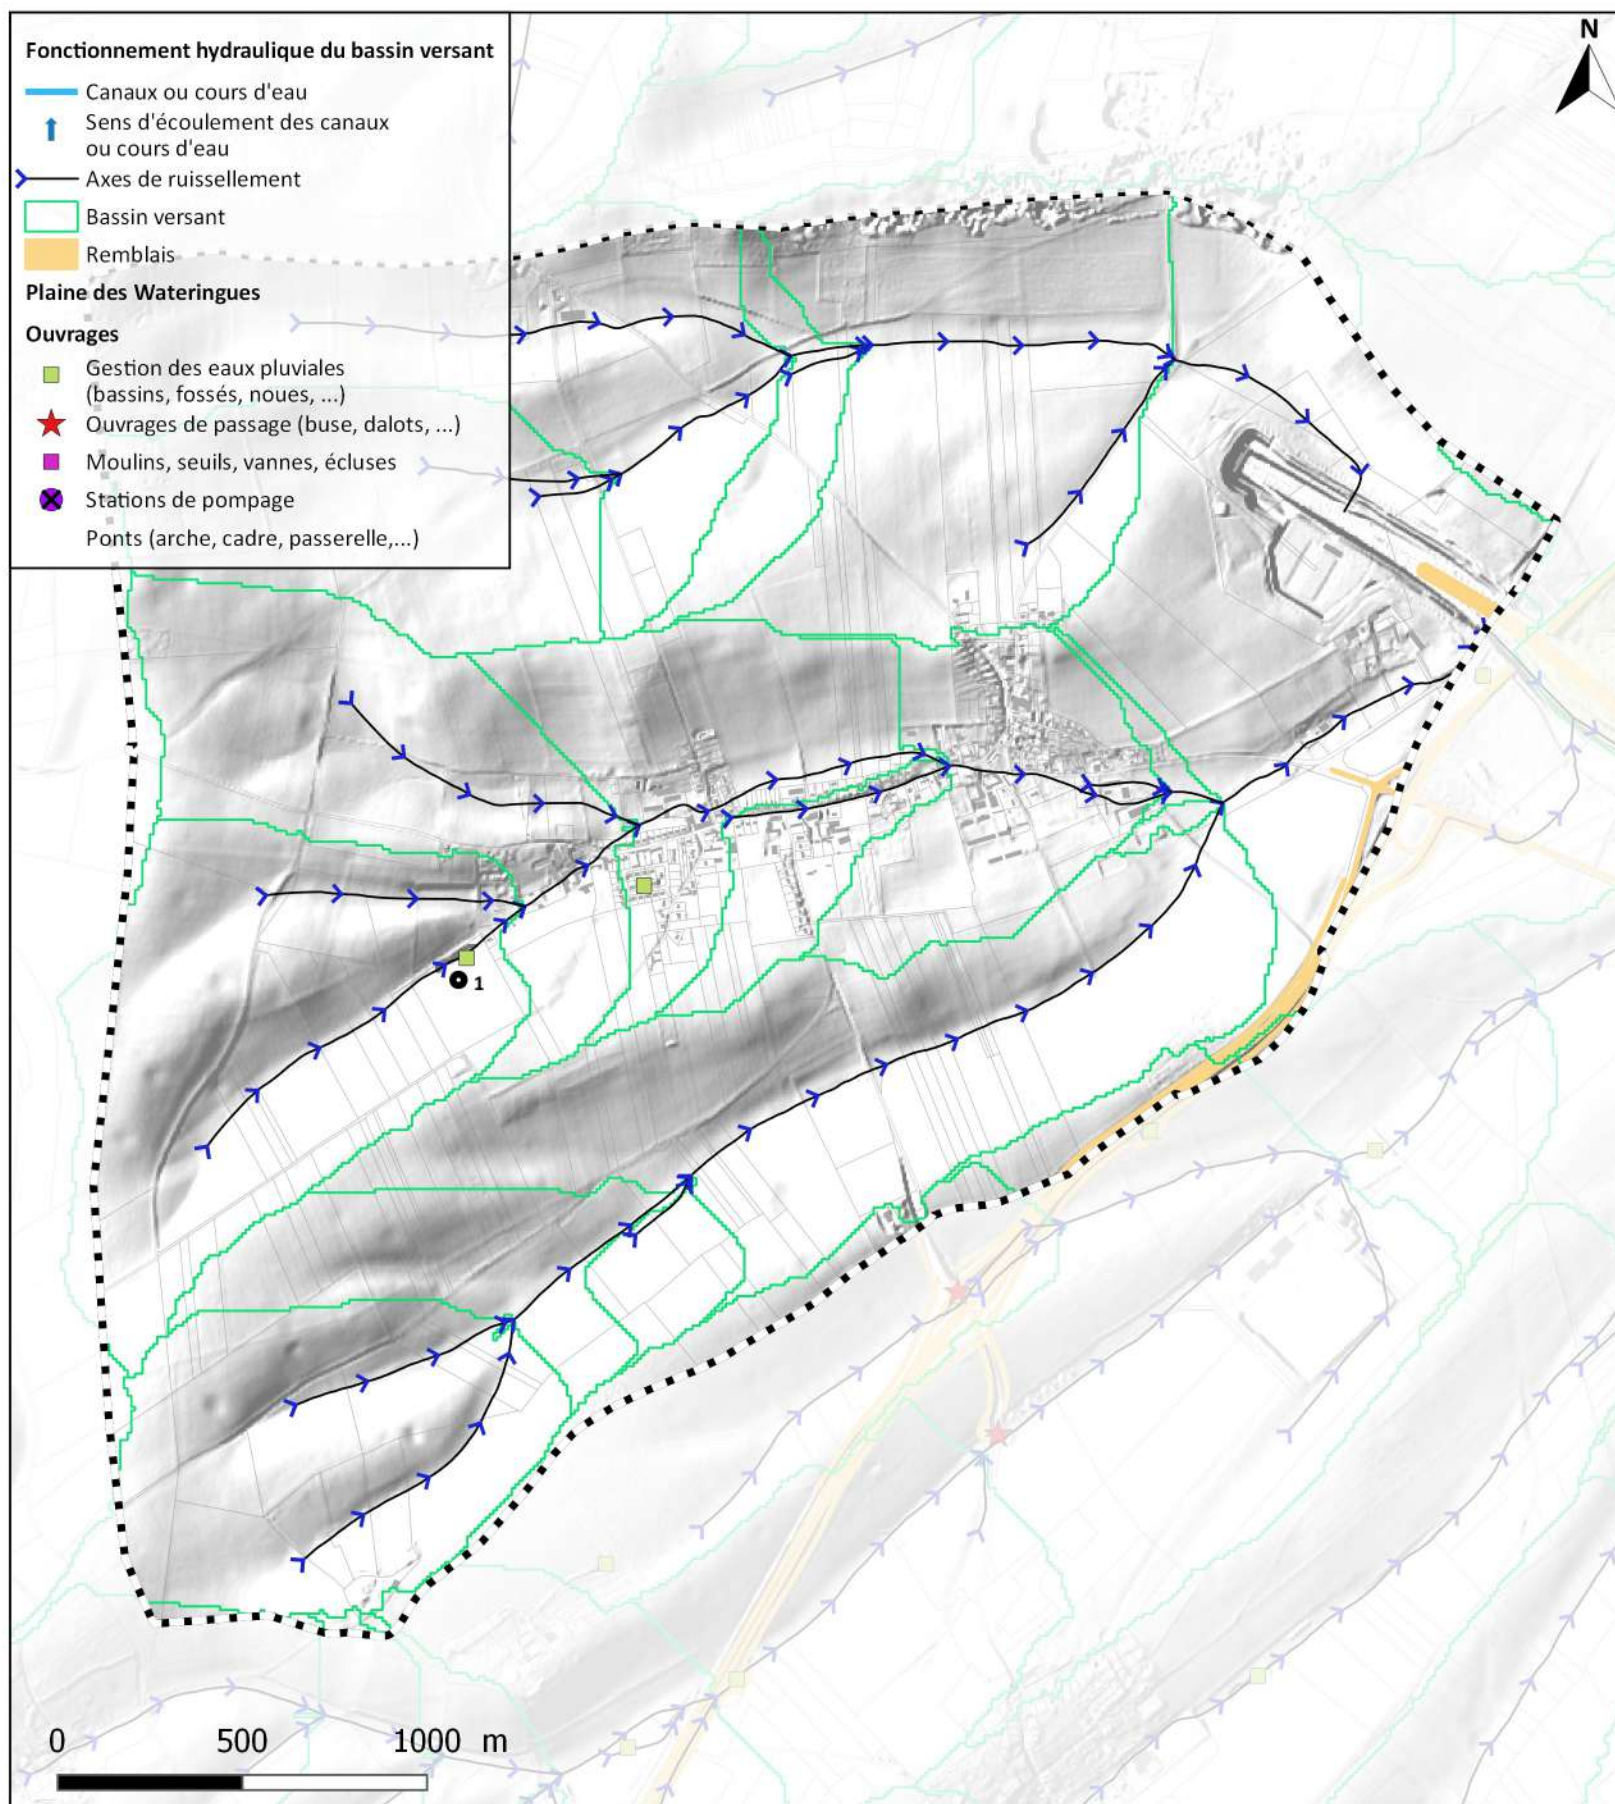 Fonctionnement hydraulique du bassin versant
Canaux ou cours d'eau
Sens d'écoulement des canaux
ou cours d'eau
Axes de ruissellement
Bassin versant
Remblais
Plaine des Wateringues
Ouvrages
Gestion des eaux pluviales
(bassins, fossés, noues, ...)
Ouvrages de passage (buse, dalots, ...)
Moulins, seuils, vannes, écluses
Stations de pompage
Ponts (arche, cadre, passerelle,...)
N
1
0 500 1000 m